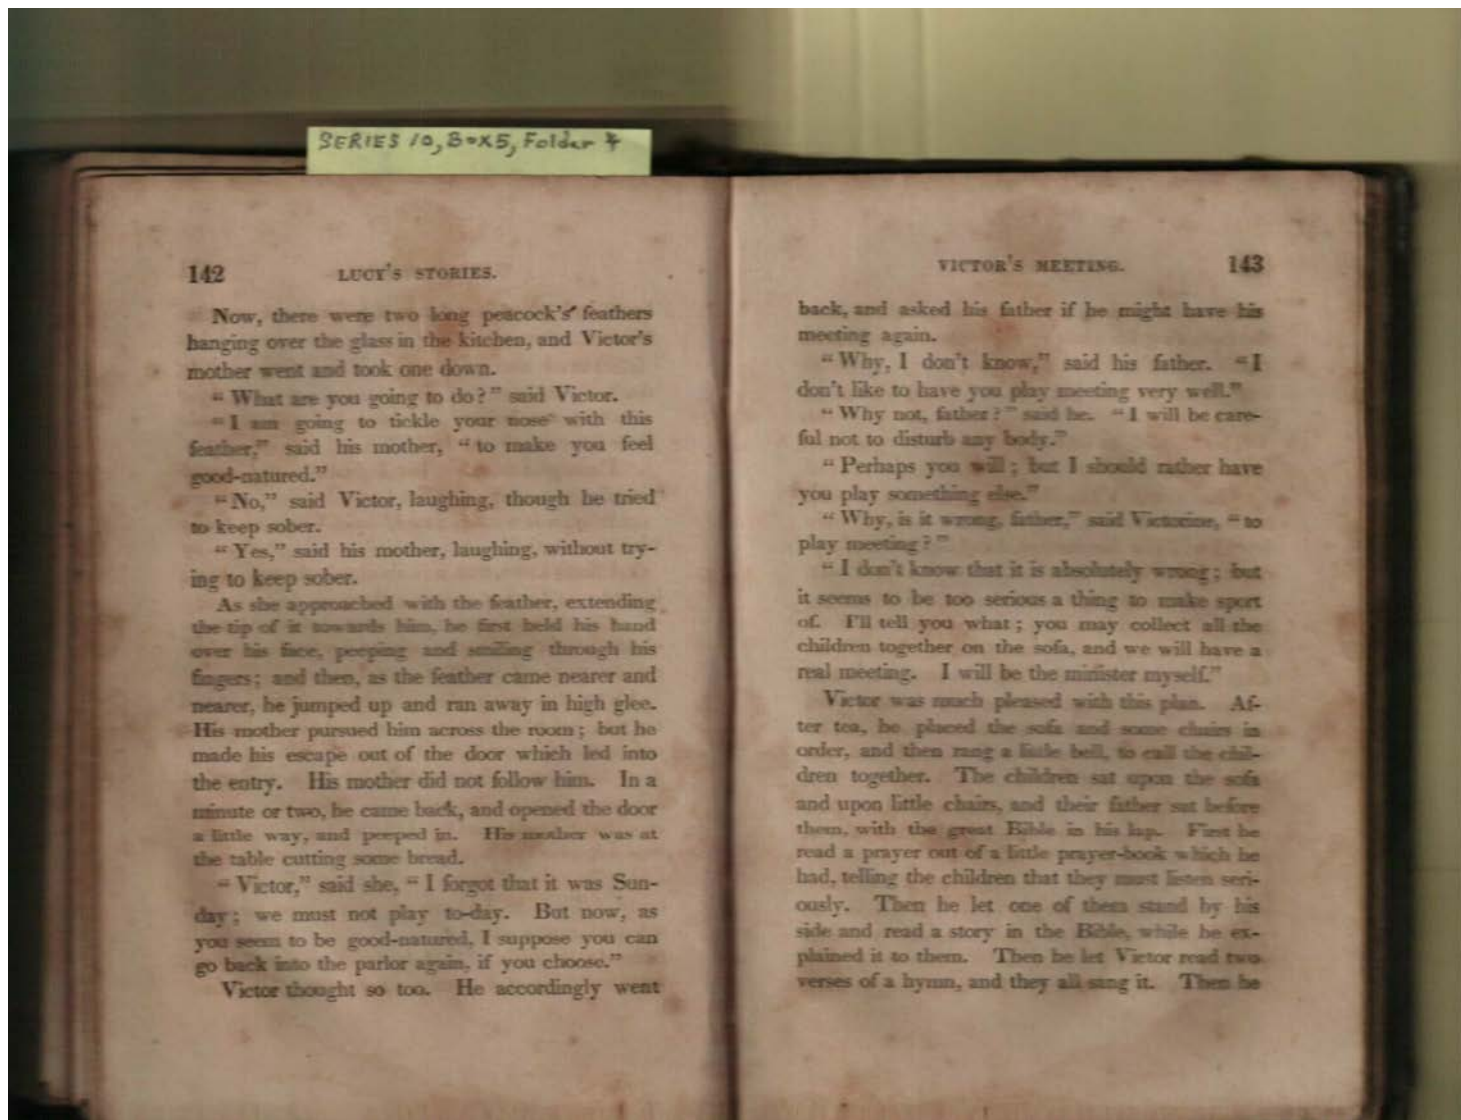 SERIES 10, BOX5, Folder 4
142 LUCY'S STORIES.
Now, there were two long peacock's feathers
hanging over the glass in the kitchen, and Victor's
mother went and took one down.
" What are you going to do ? " said Victor.
" I am going to tickle your nose with this
feather," said his mother, " to make you feel
good-natured."
" No," said Victor, laughing, though he tried
to keep sober.
" Yes," said his mother, laughing, without try-
ing to keep sober.
As she approached with the feather, extending
the tip of it towards him, he first held his hand
over his face, peeping and smiling through his
fingers ; and then, as the feather came nearer and
nearer, he jumped up and ran away in high glee.
His mother pursued him across the room ; but he
made his escape out of the door which led into
the entry. His mother did not follow him. In a
minute or two, he came back, and opened the door
a little way, and peeped in. His mother was at
the table cutting some bread.
" Victor," said she, " I forgot that it was Sun-
day ; we must not play to-day. But now, as
you seem to be good-natured, I suppose you can
go back into the parlor again, if you choose."
Victor thought so too. He accordingly went
VICTOR'S MEETING. 143
back, and asked his father if he might have his
meeting again.
" Why, I don't know," said his father. " I
don't like to have you play meeting very well."
" Why not, father ? " said he. " I will be care-
ful not to disturb any body."
" Perhaps you will ; but I should rather have
you play something else."
" Why, is it wrong, father," said Victorine, " to
play meeting ? "
" I don't know that it is absolutely wrong ; but
it seems to be too serious a thing to make sport
of. I'll tell you what ; you may collect all the
children together on the sofa, and we will have a
real meeting. I will be the minister myself."
Victor was much pleased with this plan. Af-
ter tea, he placed the sofa and some chairs in
order, and then rang a little bell, to call the chil-
dren together. The children sat upon the sofa
and upon little chairs, and their father sat before
them, with the great Bible in his lap. First he
read a prayer out of a little prayer-book which he
had, telling the children that they must listen seri-
ously. Then he let one of them stand by his
side and read a story in the Bible, while he ex-
plained it to them. Then he let Victor read two
verses of a hymn, and they all sang it. Then he